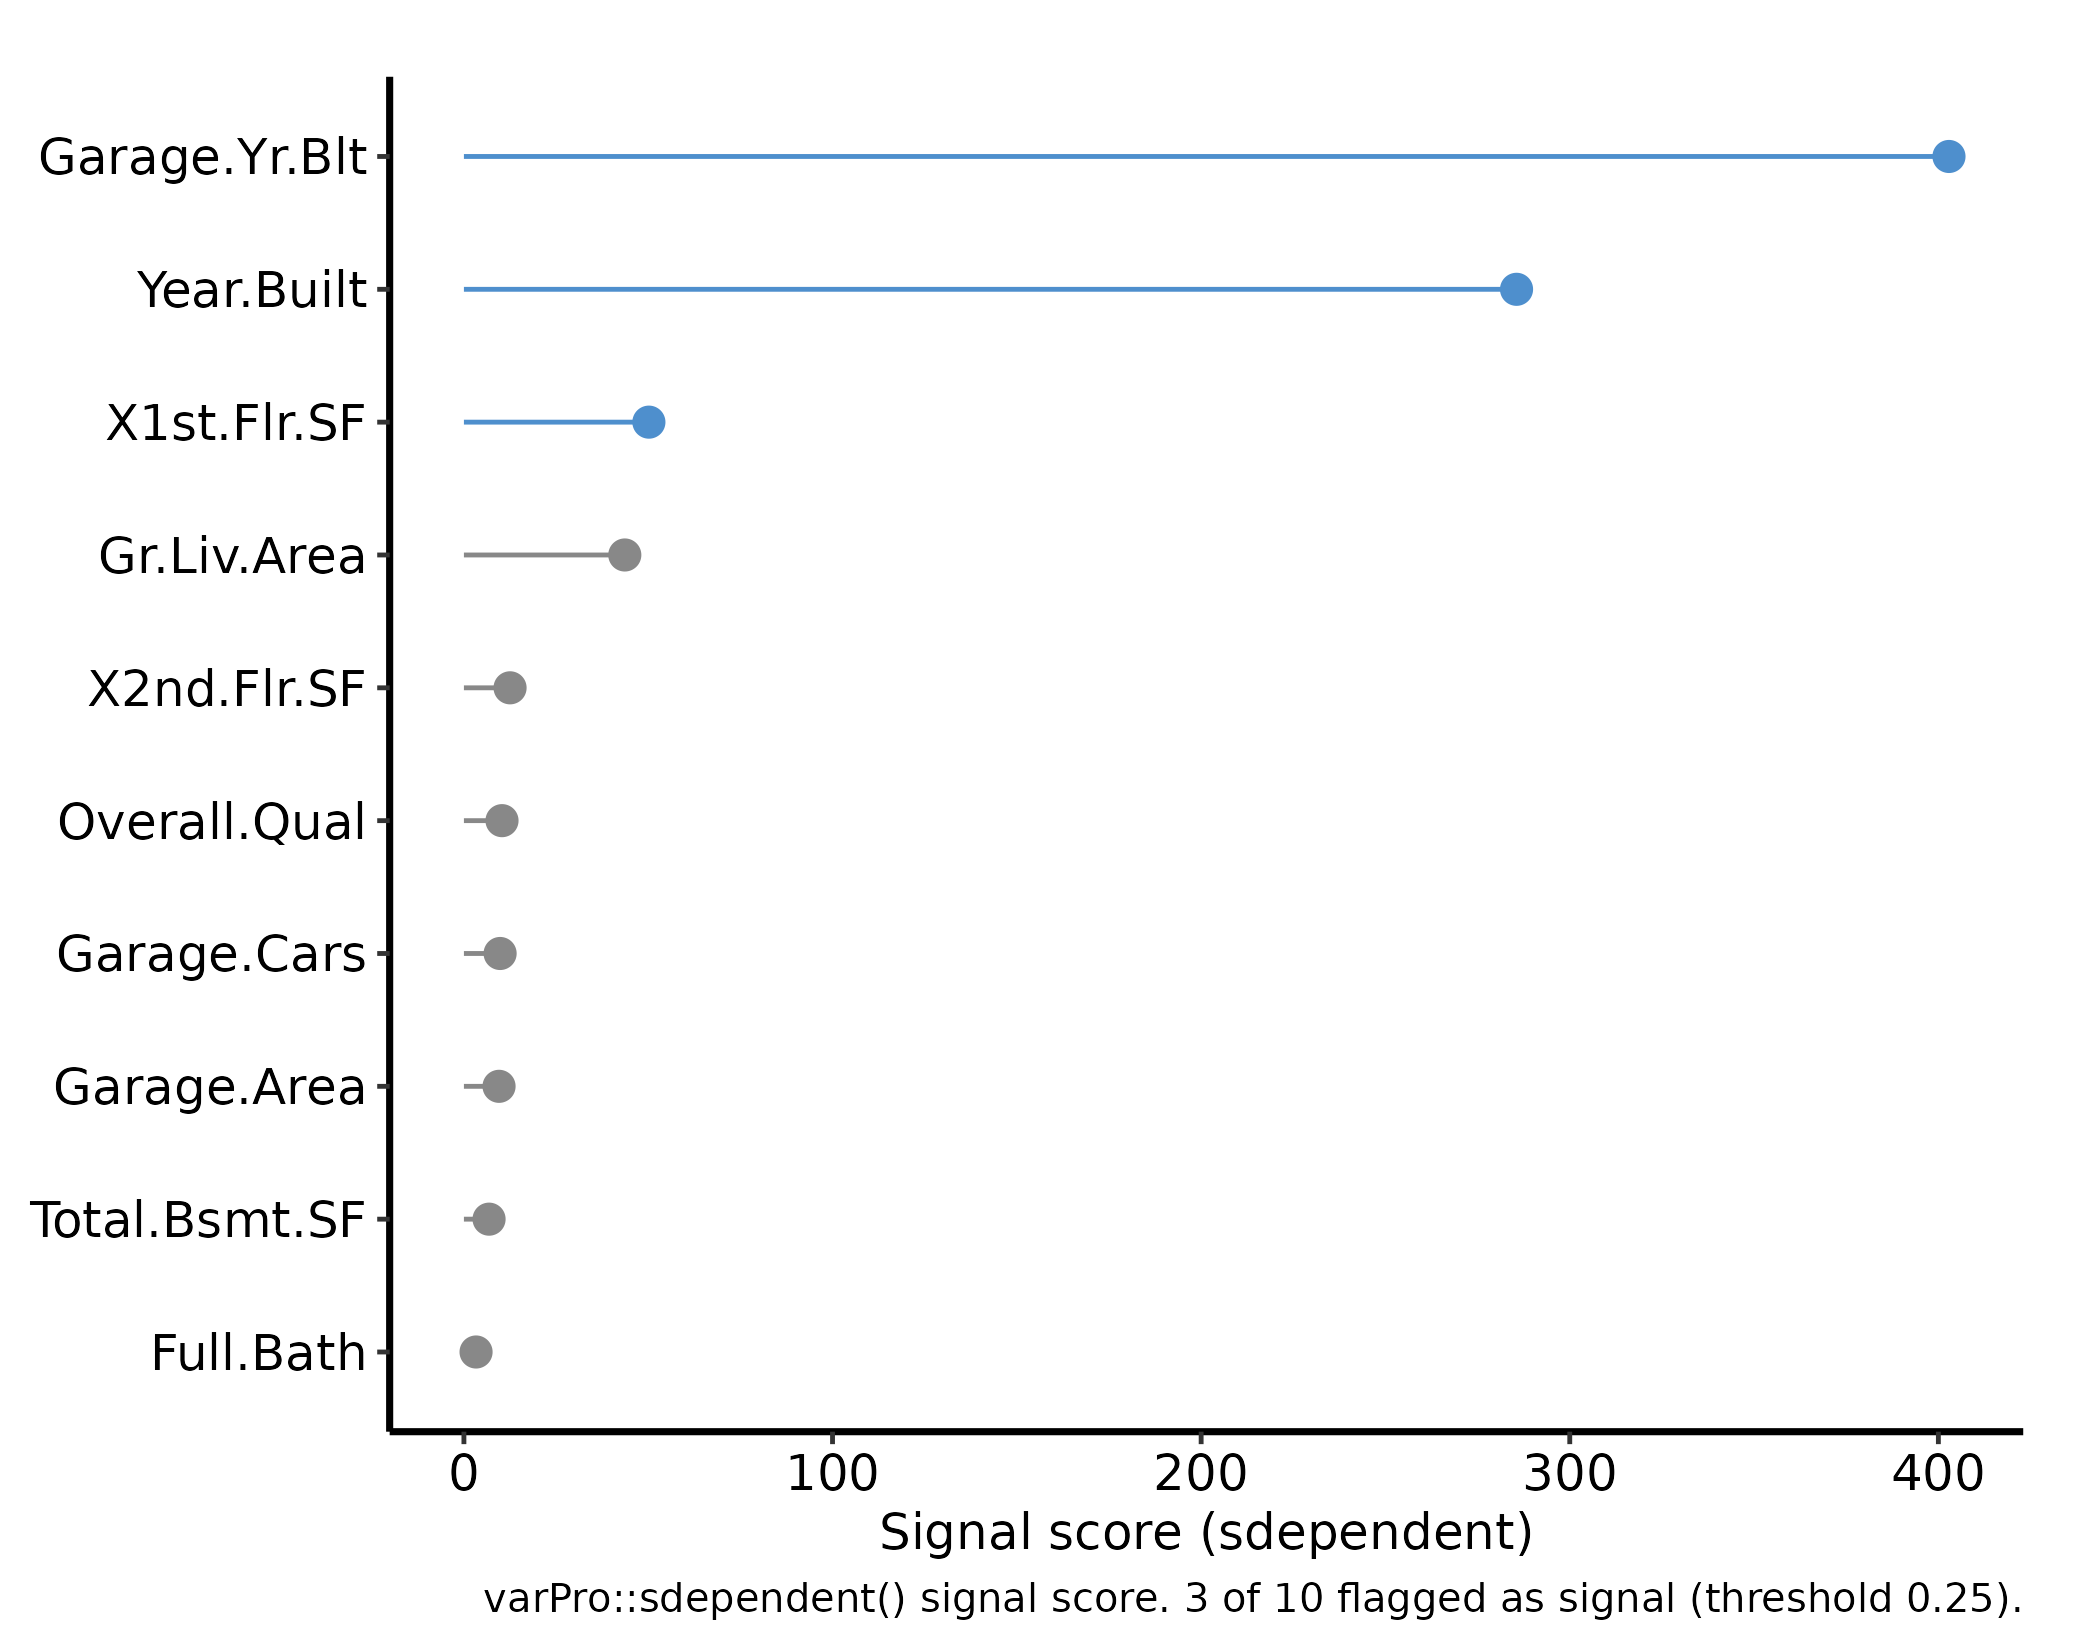 Garage.Yr.Blt
Year.Built
X1st.Flr.SF
Gr.Liv.Area
X2nd.Flr.SF
Overall.Qual
Garage.Cars
Garage.Area
Total.Bsmt.SF
Full.Bath
0 100 200 300 400
Signal score (sdependent)
varPro::sdependent() signal score. 3 of 10 flagged as signal (threshold 0.25).